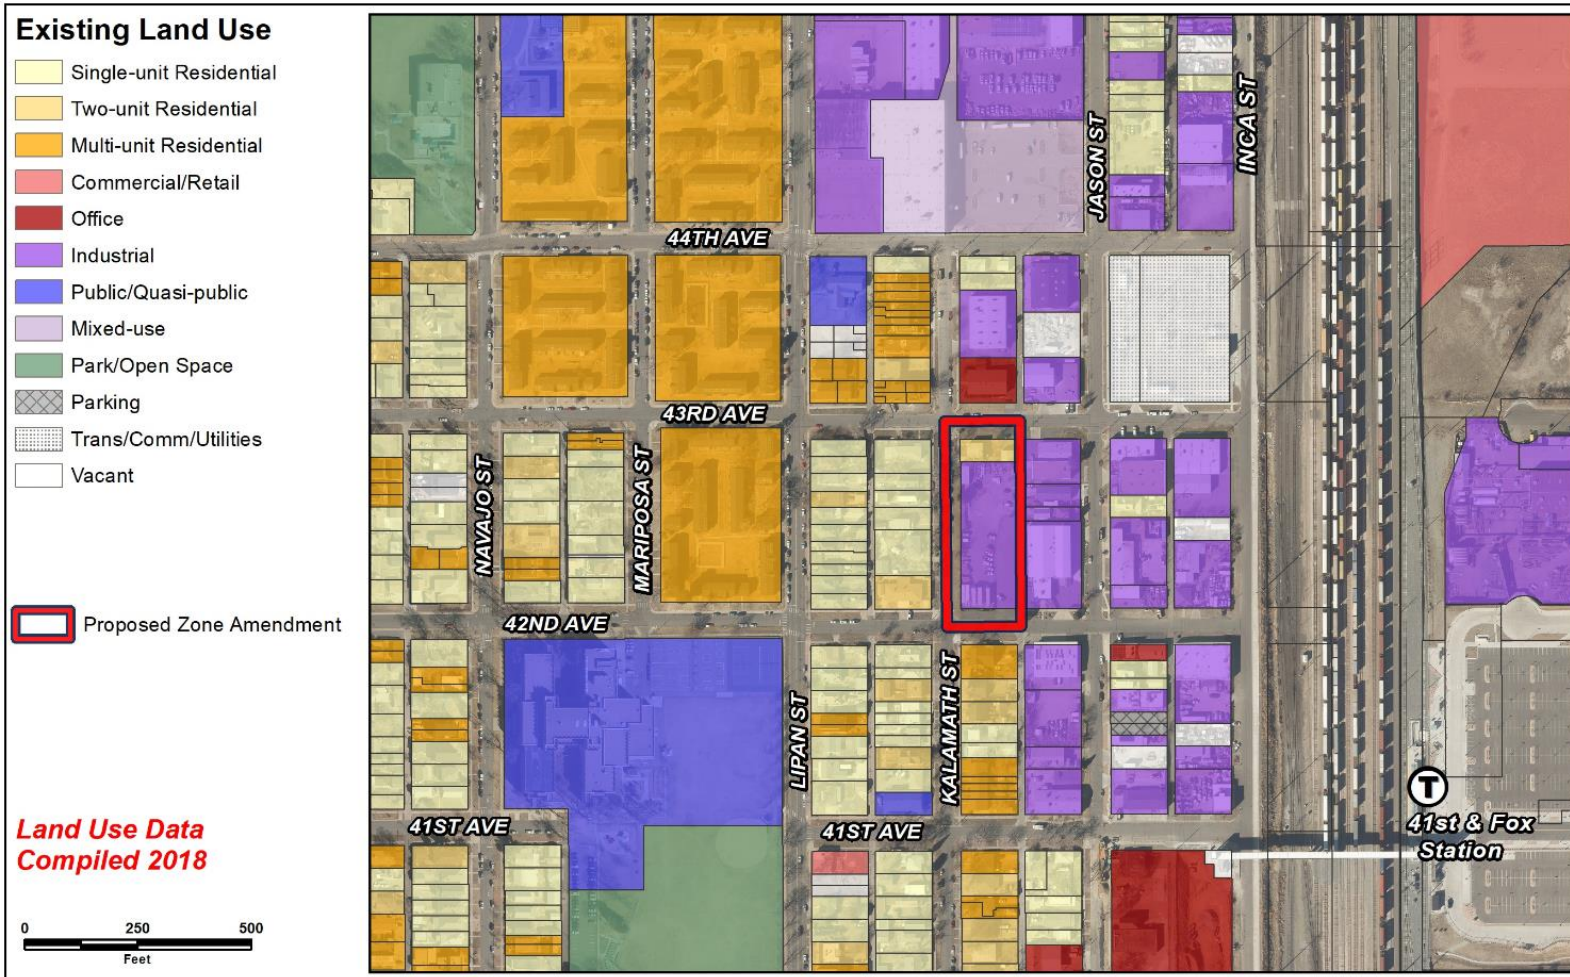 Existing Land Use
Single-unit Residential
Two-unit Residential
Multi-unit Residential
Commercial/Retail
Office
Industrial
Public/Quasi-public
Mixed-use
Park/Open Space
Parking
Trans/Comm/Utilities
Vacant
Proposed Zone Amendment
Land Use Data
Compiled 2018
0 250 500
Feet
JASON ST
INCA ST
44TH AVE
43RD AVE
NAVAJO ST
MARIPOSA ST
42ND AVE
LIPAN ST
KALAMATH ST
41ST AVE
41ST AVE
T
41st & Fox
Station